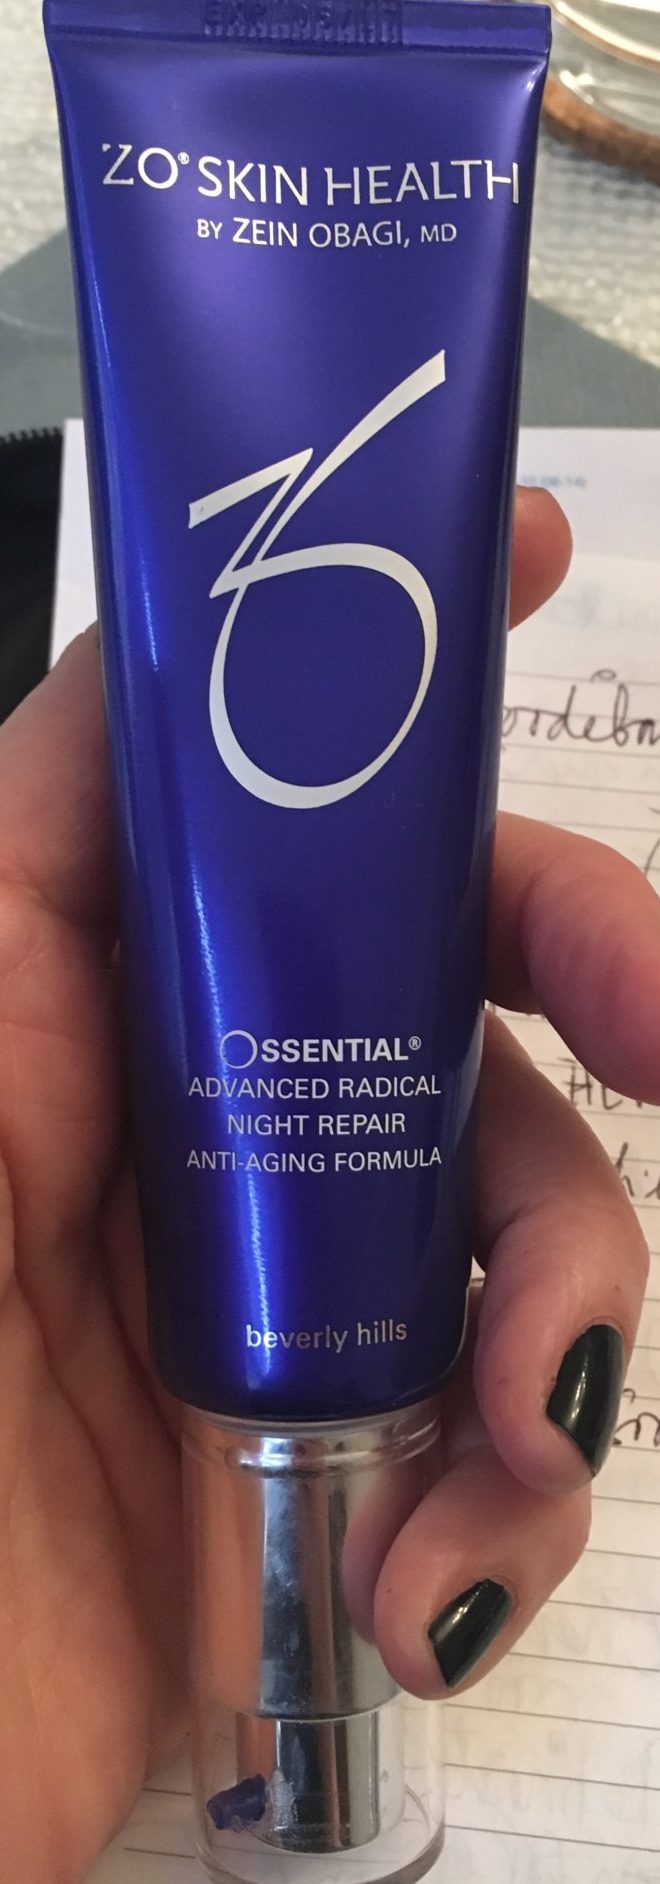 ZO® SKIN HEALTH
BY ZEIN OBAGI, MD
OSSENTIAL®
ADVANCED RADICAL
NIGHT REPAIR
ANTI-AGING FORMULA
beverly hills